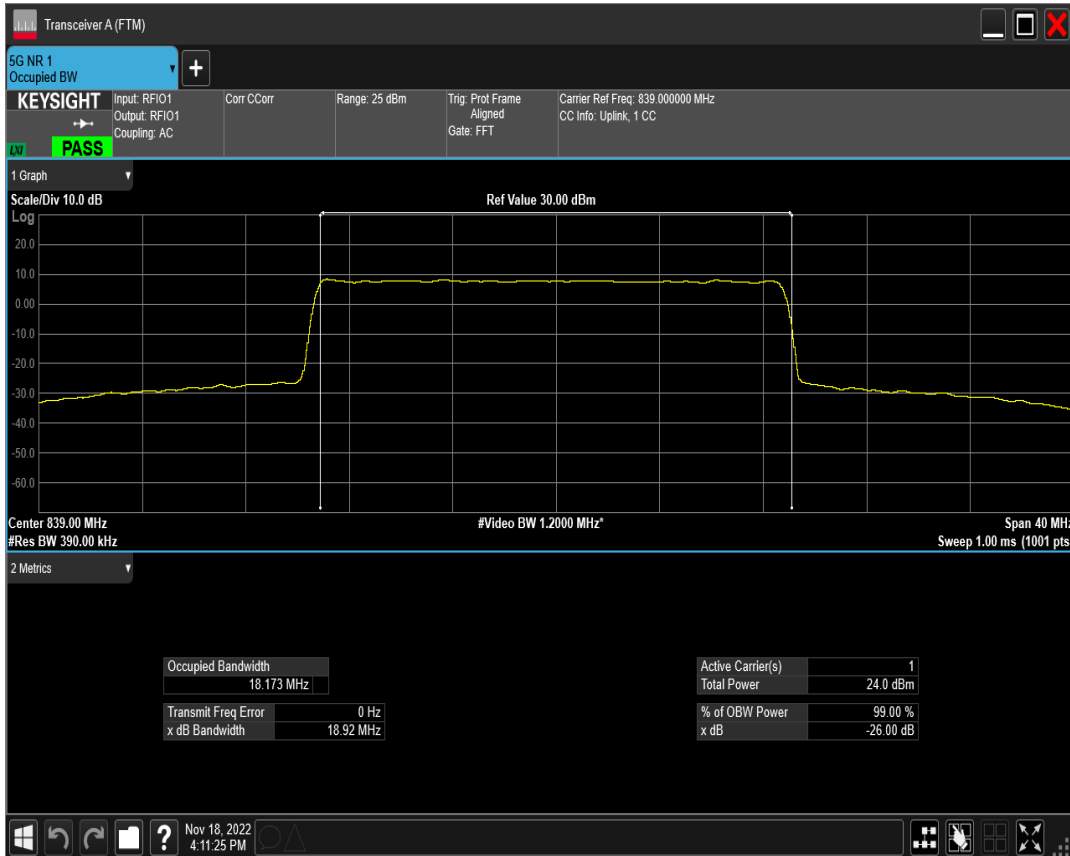 Transceiver A (FTM)
5G NR 1
Occupied BW
+
KEYSIGHT
Input: RFIO1
Output: RFIO1
Coupling: AC
Corr CCorr
Range: 25 dBm
Trig: Prot Frame
Aligned
Gate: FFT
Carrier Ref Freq: 839.000000 MHz
CC Info: Uplink, 1 CC
LXI
PASS
1 Graph
Scale/Div 10.0 dB
Ref Value 30.00 dBm
Log
20.0
10.0
0.00
-10.0
-20.0
-30.0
-40.0
-50.0
-60.0
Center 839.00 MHz
#Video BW 1.2000 MHz*
Span 40 MHz
#Res BW 390.00 kHz
Sweep 1.00 ms (1001 pts
2 Metrics
Occupied Bandwidth
18.173 MHz
Transmit Freq Error 0 Hz
x dB Bandwidth 18.92 MHz
Active Carrier(s) 1
Total Power 24.0 dBm
% of OBW Power 99.00 %
x dB -26.00 dB
?
Nov 18, 2022
4:11:25 PM